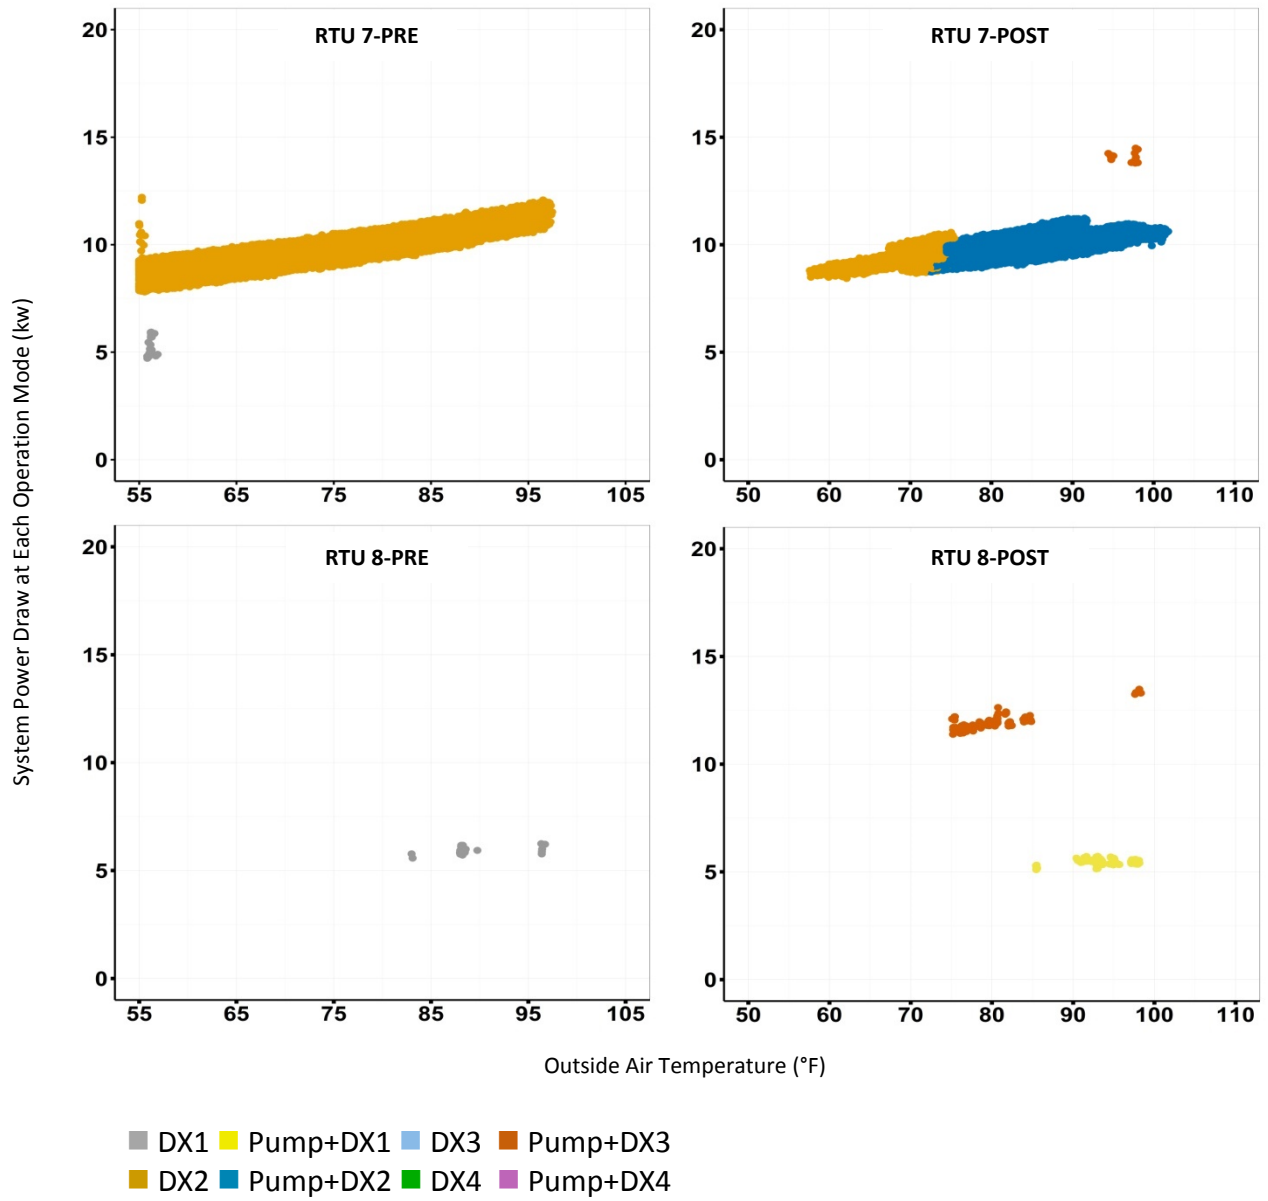 RTU 7-PRE
20
15
10
5
0
55 65 75 85 95 105
RTU 7-POST
20
15
10
5
0
50 60 70 80 90 100 110
System Power Draw at Each Operation Mode (kw)
RTU 8-PRE
20
15
10
5
0
55 65 75 85 95 105
RTU 8-POST
20
15
10
5
0
50 60 70 80 90 100 110
Outside Air Temperature (°F)
DX1 Pump+DX1 DX3 Pump+DX3
DX2 Pump+DX2 DX4 Pump+DX4